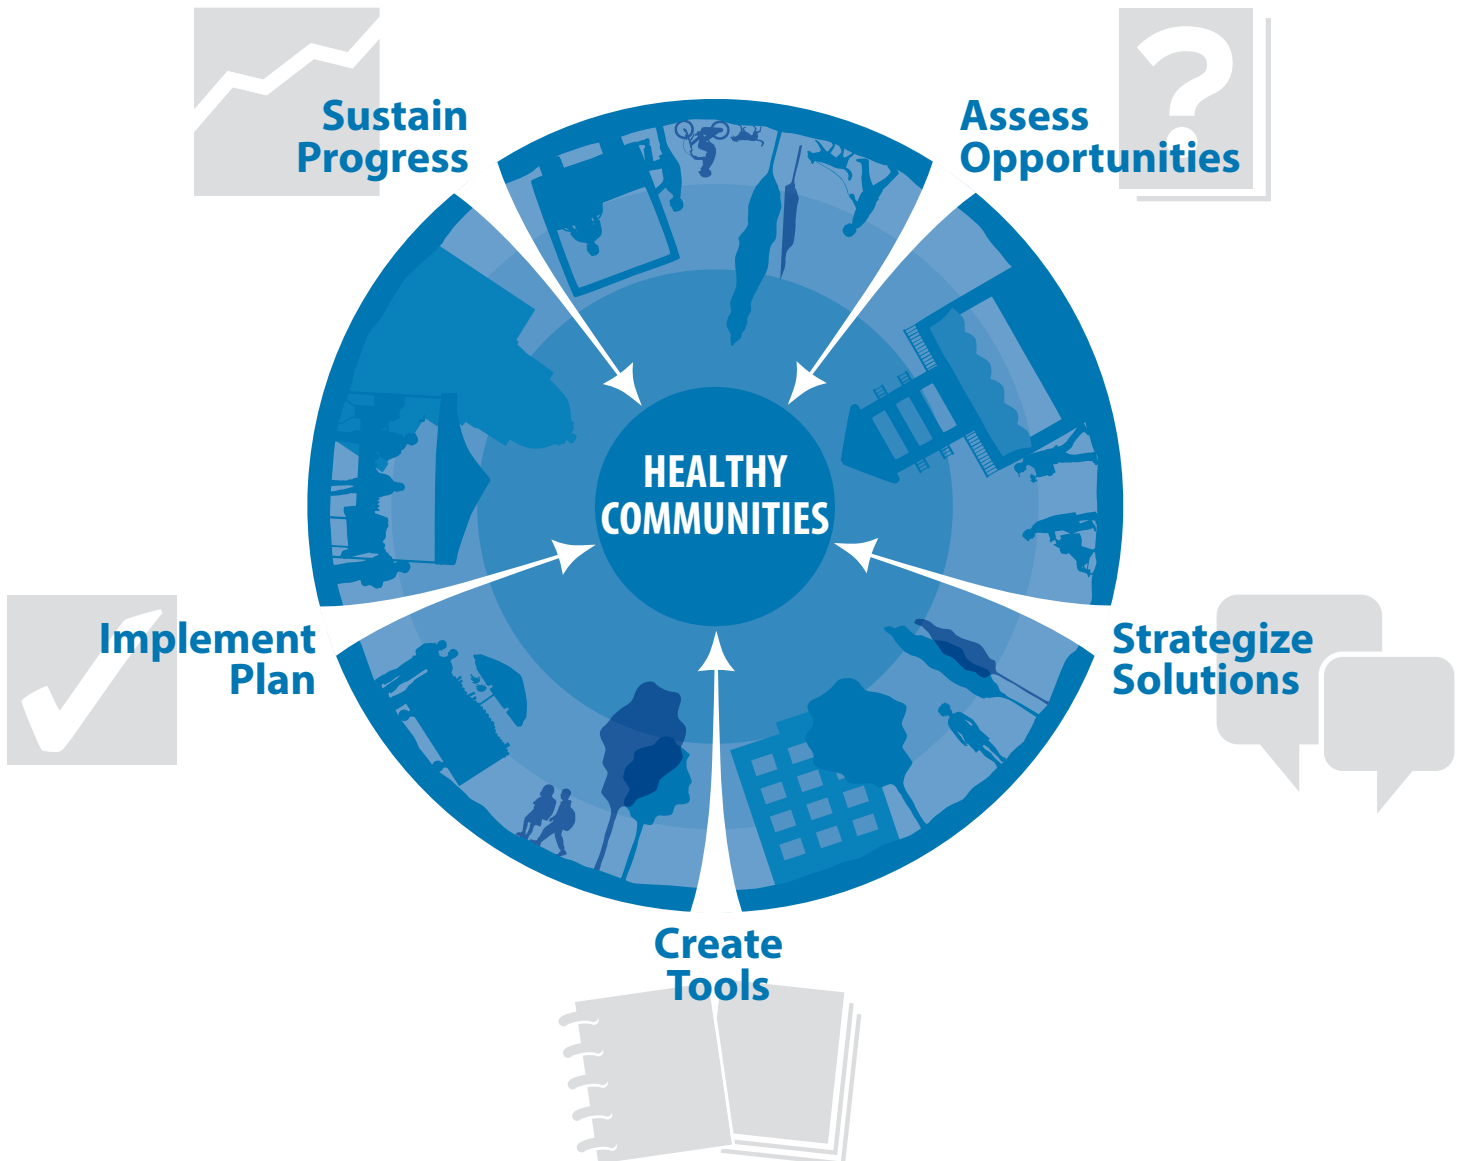 Sustain
Progress
Assess
Opportunities
HEALTHY
COMMUNITIES
Implement
Plan
Strategize
Solutions
Create
Tools